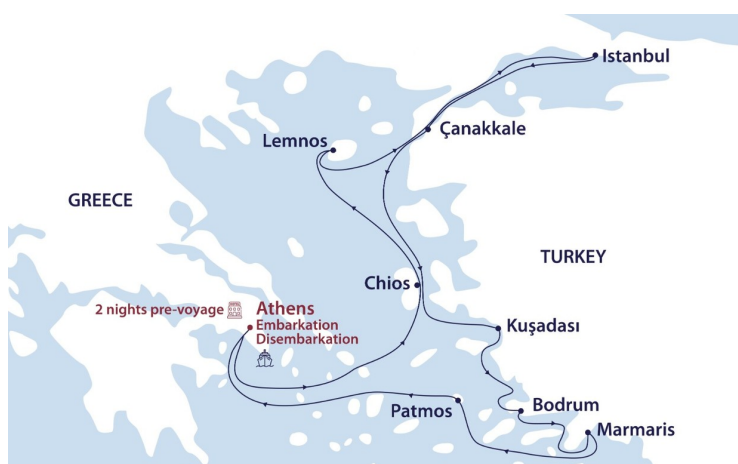 Istanbul
Çanakkale
Lemnos
GREECE
TURKEY
Chios
2 nights pre-voyage
Athens
Embarkation
Disembarkation
Kuşadası
Patmos
Bodrum
Marmaris